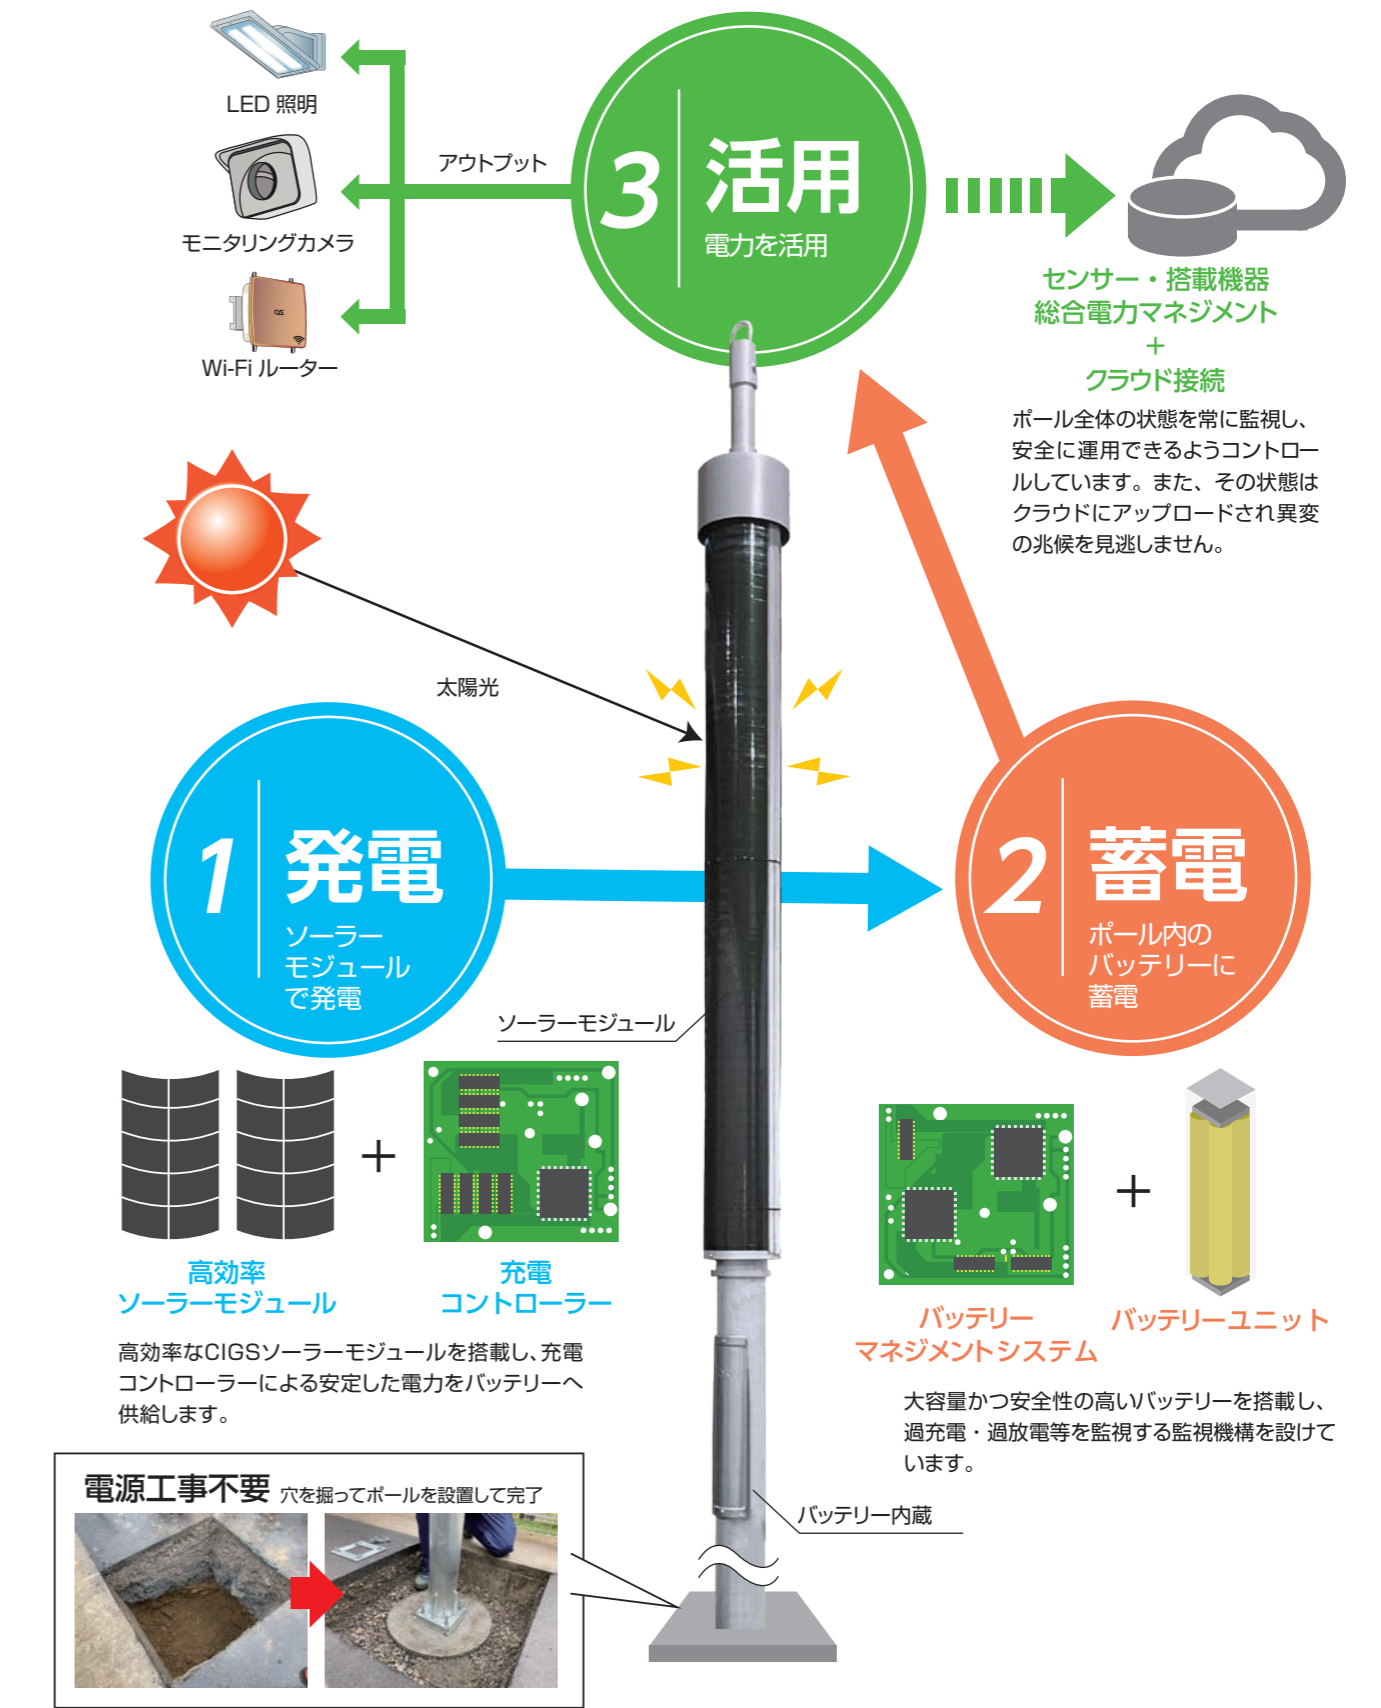 LED 照明
モニタリングカメラ
Wi-Fi ルーター
アウトプット
3
活用
電力を活用
センサー・搭載機器
総合電力マネジメント
+
クラウド接続
ポール全体の状態を常に監視し、
安全に運用できるようコントロー
ルしています。また、その状態は
クラウドにアップロードされ異変
の兆候を見逃しません。
太陽光
1
発電
ソーラー
モジュール
で発電
2
蓄電
ポール内の
バッテリーに
蓄電
ソーラーモジュール
+
高効率
ソーラーモジュール
充電
コントローラー
高効率なCIGSソーラーモジュールを搭載し、充電
コントローラーによる安定した電力をバッテリーへ
供給します。
+
バッテリー
マネジメントシステム
バッテリーユニット
大容量かつ安全性の高いバッテリーを搭載し、
過充電・過放電等を監視する監視機構を設けて
います。
電源工事不要 穴を掘ってポールを設置して完了
バッテリー内蔵